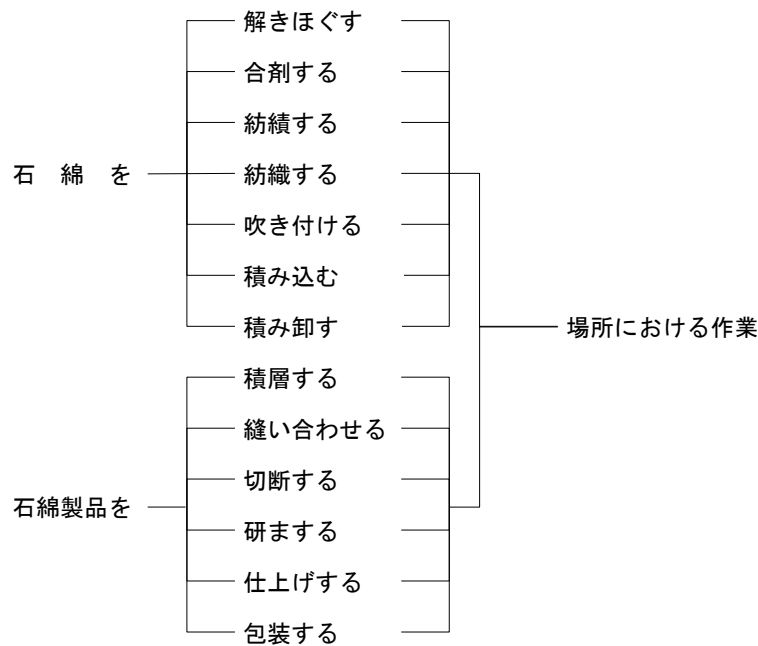 解きほぐす
合剤する
紡績する
石　綿　を
紡織する
吹き付ける
積み込む
積み卸す
場所における作業
積層する
縫い合わせる
切断する
石綿製品を
研まする
仕上げする
包装する